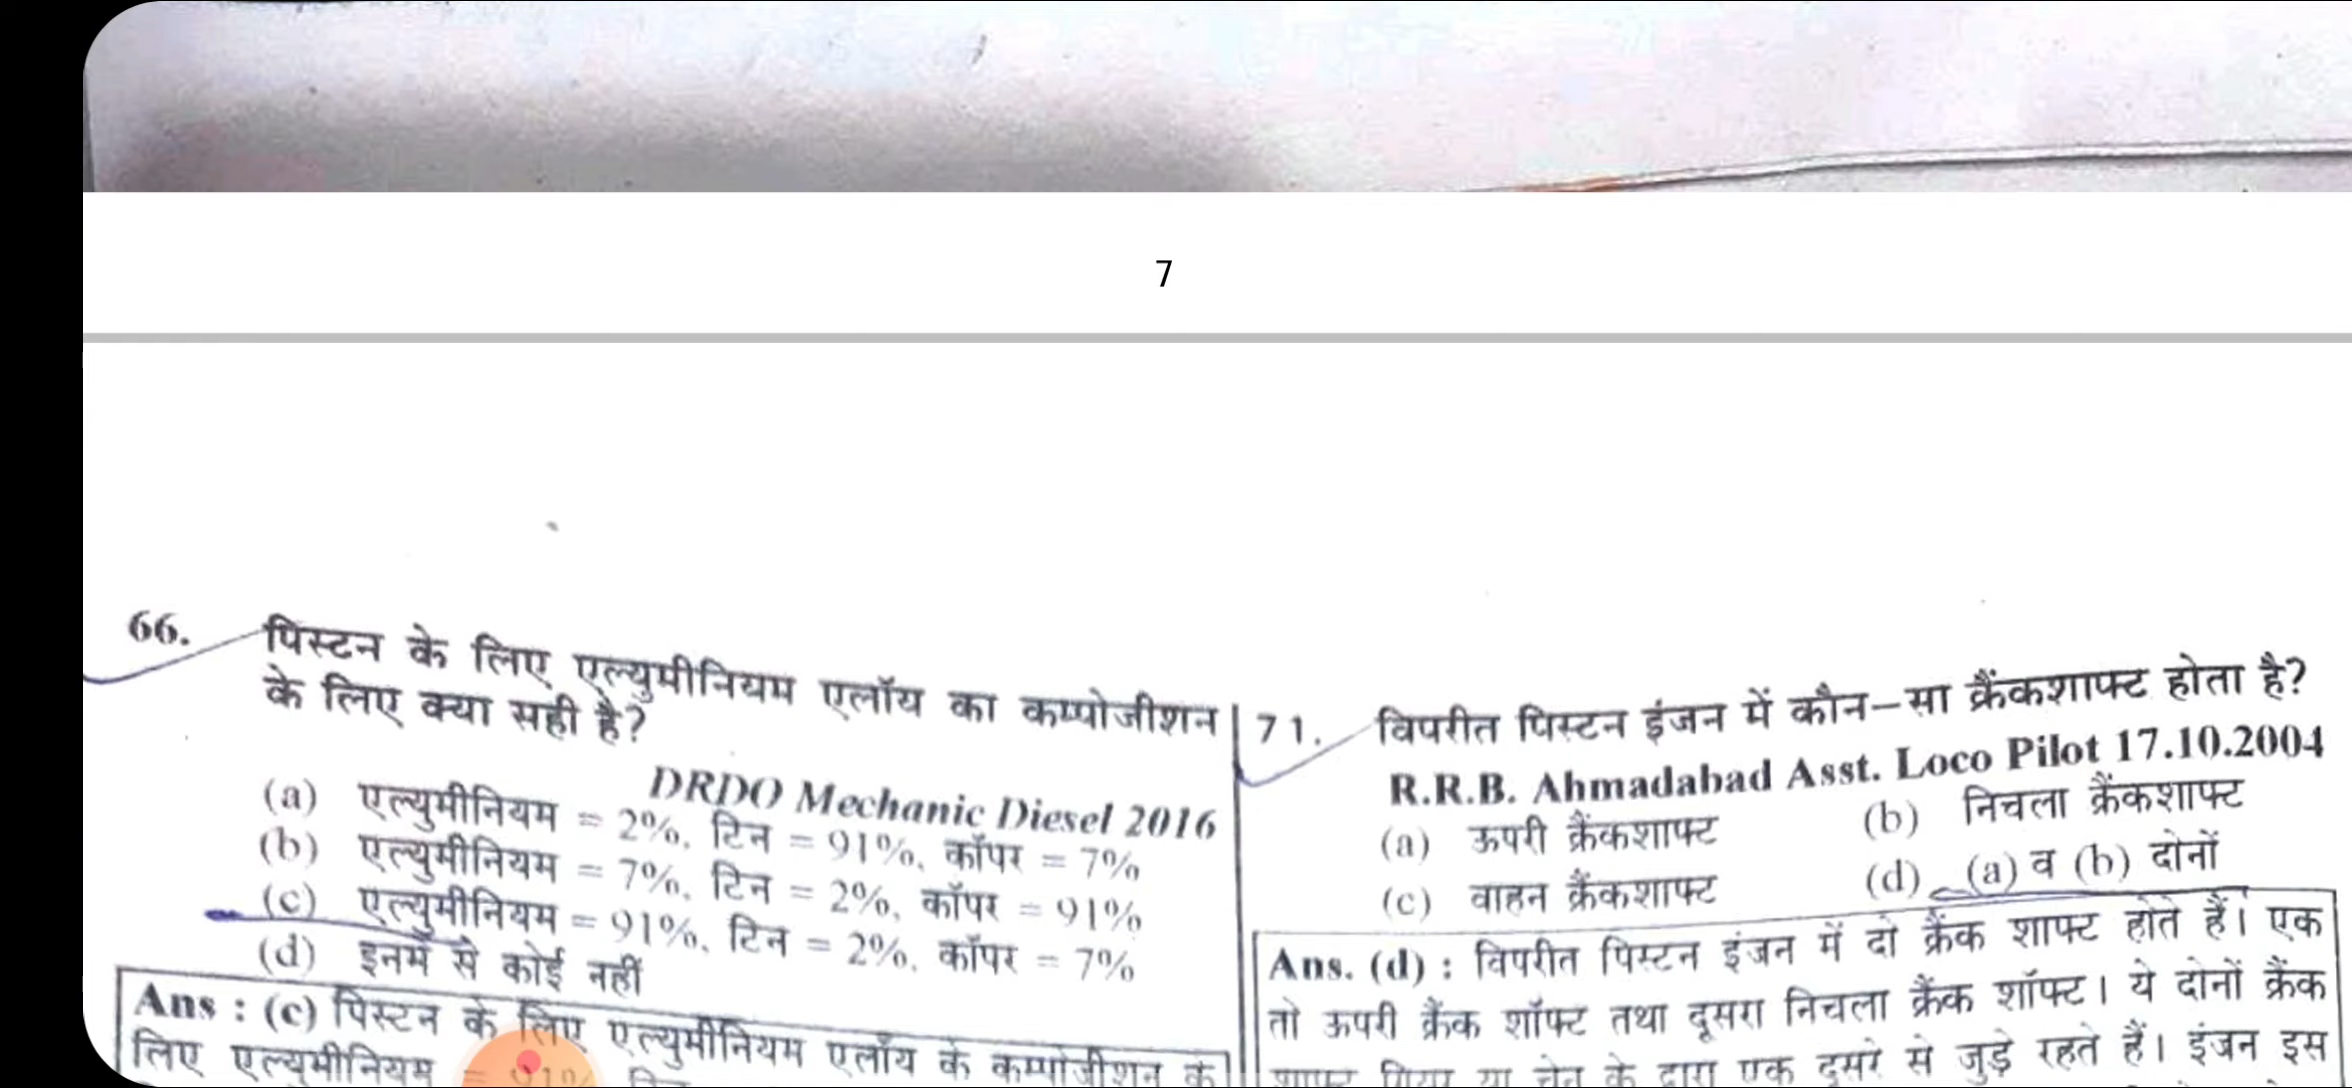 7
66. पिस्टन के लिए एल्युमीनियम एलॉय का कम्पोजीशन
के लिए क्या सही है?
DRDO Mechanic Diesel 2016
(a) एल्युमीनियम = 2%, टिन = 91%, कॉपर = 7%
(b) एल्युमीनियम = 7%, टिन = 2%, कॉपर = 91%
(c) एल्युमीनियम = 91%, टिन = 2%, कॉपर = 7%
(d) इनमें से कोई नहीं
Ans : (c) पिस्टन के लिए एल्युमीनियम एलॉय के कम्पोजीशन के
लिए एल्युमीनियम = 91%
71. विपरीत पिस्टन इंजन में कौन-सा क्रैंकशाफ्ट होता है?
R.R.B. Ahmadabad Asst. Loco Pilot 17.10.2004
(a) ऊपरी क्रैंकशाफ्ट (b) निचला क्रैंकशाफ्ट
(c) वाहन क्रैंकशाफ्ट (d) (a) व (b) दोनों
Ans. (d) : विपरीत पिस्टन इंजन में दो क्रैंक शाफ्ट होते हैं। एक
तो ऊपरी क्रैंक शॉफ्ट तथा दूसरा निचला क्रैंक शॉफ्ट। ये दोनों क्रैंक
शाफ्ट गियर या चेन के द्वारा एक दूसरे से जुड़े रहते हैं। इंजन इस